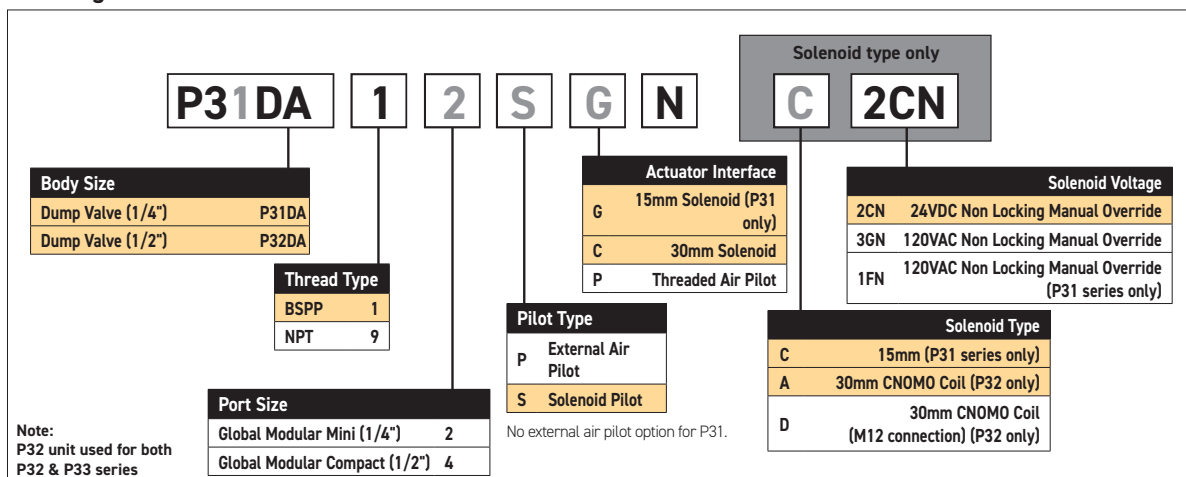 Solenoid type only
P31DA 1 2 S G N C 2CN
Body Size
Dump Valve (1/4") P31DA
Dump Valve (1/2") P32DA
Thread Type
BSPP 1
NPT 9
Port Size
Global Modular Mini (1/4") 2
Global Modular Compact (1/2") 4
Pilot Type
P External Air
Pilot
S Solenoid Pilot
No external air pilot option for P31.
Actuator Interface
G 15mm Solenoid (P31
only)
C 30mm Solenoid
P Threaded Air Pilot
Solenoid Voltage
2CN 24VDC Non Locking Manual Override
3GN 120VAC Non Locking Manual Override
1FN 120VAC Non Locking Manual Override
(P31 series only)
Solenoid Type
C 15mm (P31 series only)
A 30mm CNOMO Coil (P32 only)
D 30mm CNOMO Coil
(M12 connection) (P32 only)
Note:
P32 unit used for both
P32 & P33 series